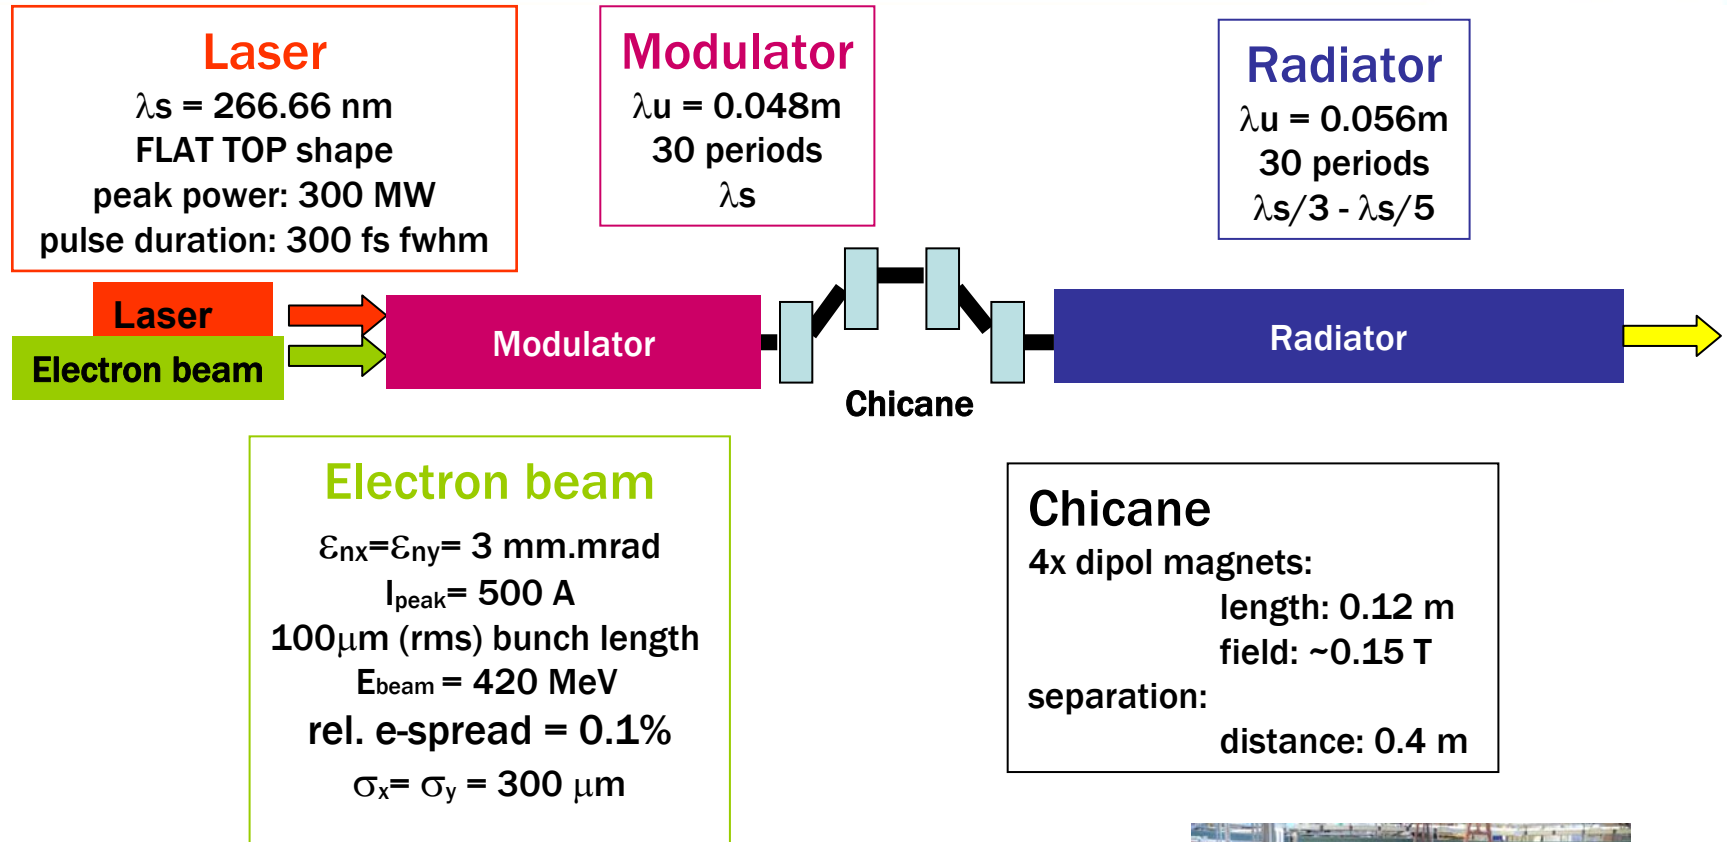 Laser
λs = 266.66 nm
FLAT TOP shape
peak power: 300 MW
pulse duration: 300 fs fwhm
Modulator
λu = 0.048m
30 periods
λs
Radiator
λu = 0.056m
30 periods
λs/3 - λs/5
Laser
Electron beam
Modulator
Chicane
Radiator
Electron beam
εnx=εny= 3 mm.mrad
Ipeak= 500 A
100μm (rms) bunch length
Ebeam = 420 MeV
rel. e-spread = 0.1%
σx= σy = 300 μm
Chicane
4x dipol magnets:
length: 0.12 m
field: ~0.15 T
separation:
distance: 0.4 m